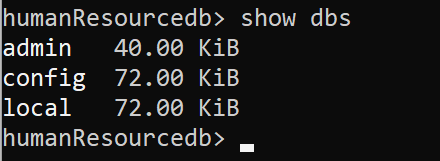 humanResourcedb> show dbs
admin   40.00 KiB
config  72.00 KiB
local   72.00 KiB
humanResourcedb>